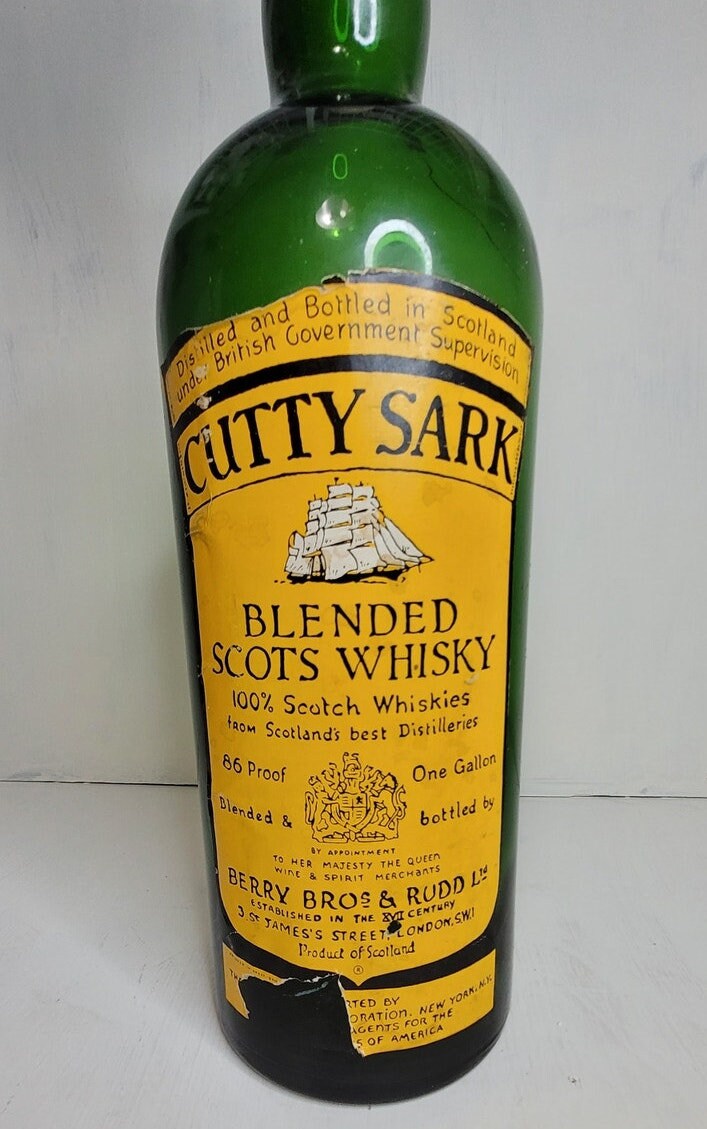 Distilled and Bottled in Scotland
under British Government Supervision
CUTTY SARK
BLENDED
SCOTS WHISKY
100% Scotch Whiskies
from Scotland's best Distilleries
86 Proof One Gallon
Blended & bottled by
BY APPOINTMENT
TO HER MAJESTY THE QUEEN
WINE & SPIRIT MERCHANTS
BERRY BROS & RUDD LTD
ESTABLISHED IN THE XVII CENTURY
3, ST JAMES'S STREET, LONDON, S.W.1
Product of Scotland
®
RTED BY
ORATION, NEW YORK, N.Y.
AGENTS FOR THE
S OF AMERICA